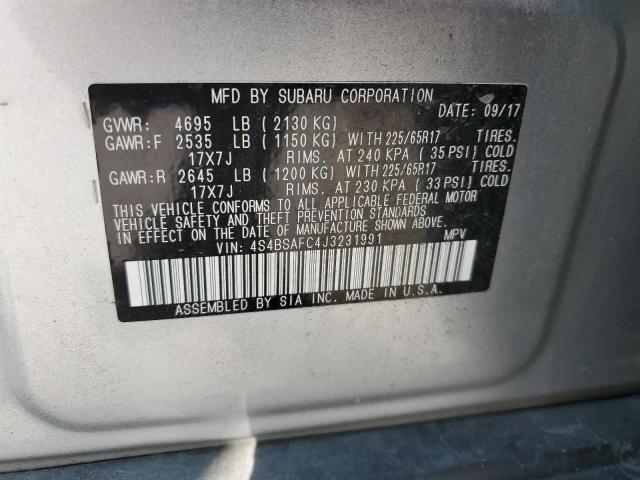 MFD BY SUBARU CORPORATION
DATE: 09/17
GVWR: 4695 LB (2130 KG)
GAWR:F 2535 LB (1150 KG) WITH 225/65R17 TIRES.
17X7J RIMS. AT 240 KPA (35 PSI) COLD
GAWR:R 2645 LB (1200 KG) WITH 225/65R17 TIRES.
17X7J RIMS. AT 230 KPA (33 PSI) COLD
THIS VEHICLE CONFORMS TO ALL APPLICABLE FEDERAL MOTOR
VEHICLE SAFETY AND THEFT PREVENTION STANDARDS
IN EFFECT ON THE DATE OF MANUFACTURE SHOWN ABOVE.
VIN: 4S4BSAFC4J3231991 MPV
ASSEMBLED BY SIA INC. MADE IN U.S.A.